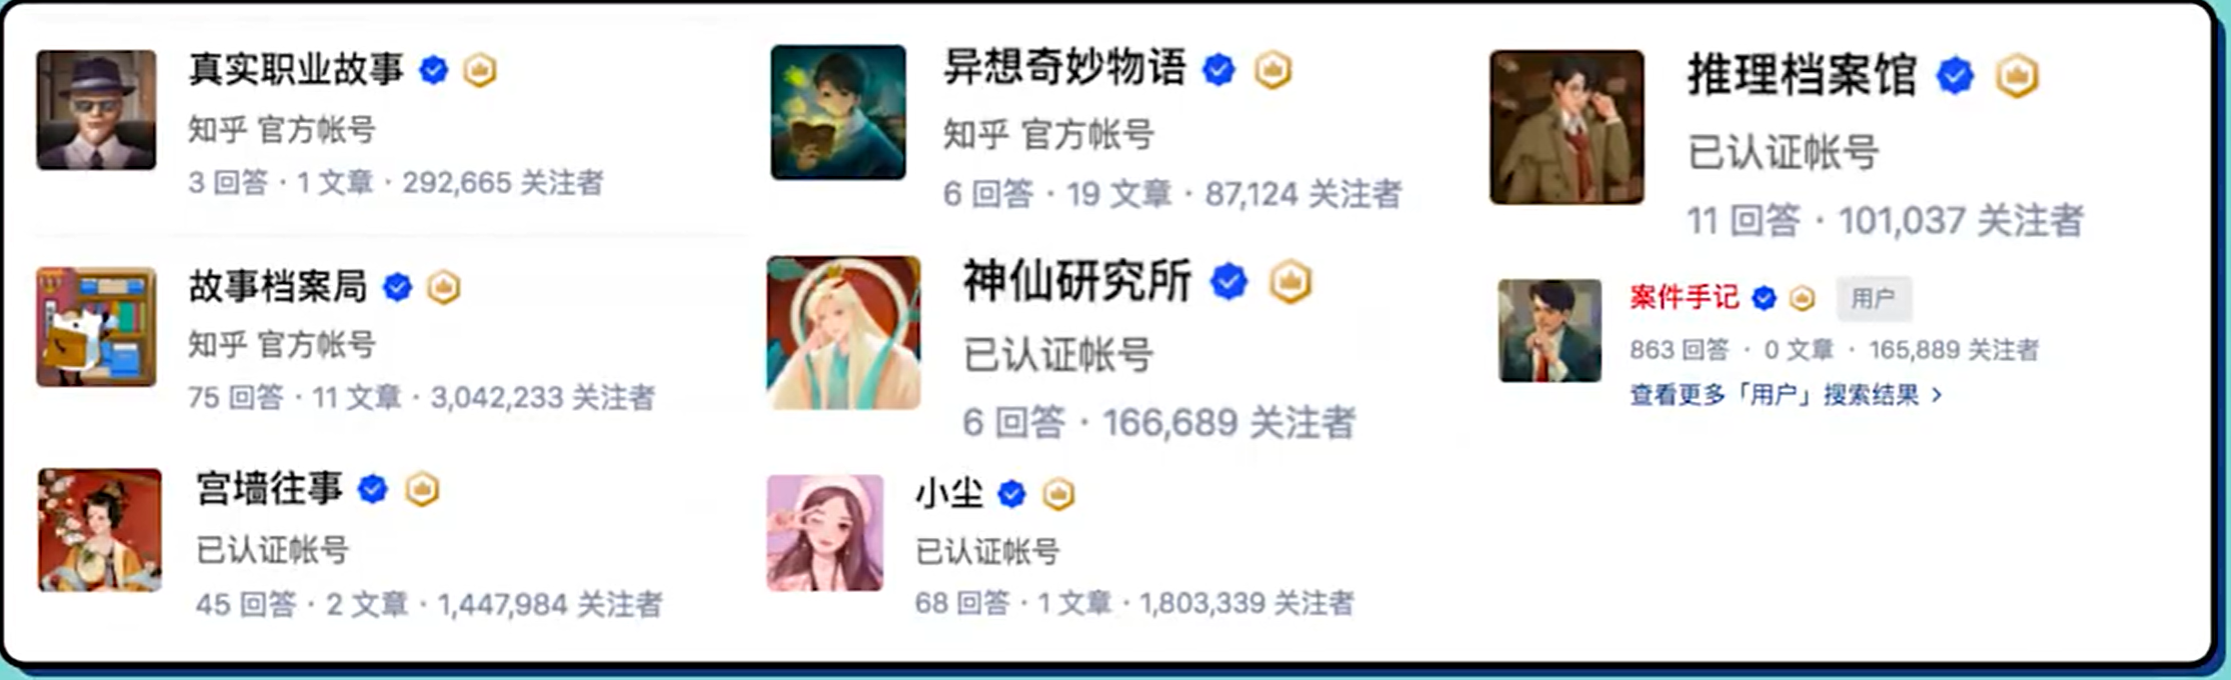 真实职业故事
知乎 官方帐号
3 回答 · 1 文章 · 292,665 关注者
故事档案局
知乎 官方帐号
75 回答 · 11 文章 · 3,042,233 关注者
宫墙往事
已认证帐号
45 回答 · 2 文章 · 1,447,984 关注者
异想奇妙物语
知乎 官方帐号
6 回答 · 19 文章 · 87,124 关注者
神仙研究所
已认证帐号
6 回答 · 166,689 关注者
小尘
已认证帐号
68 回答 · 1 文章 · 1,803,339 关注者
推理档案馆
已认证帐号
11 回答 · 101,037 关注者
案件手记 用户
863 回答 · 0 文章 · 165,889 关注者
查看更多「用户」搜索结果 >